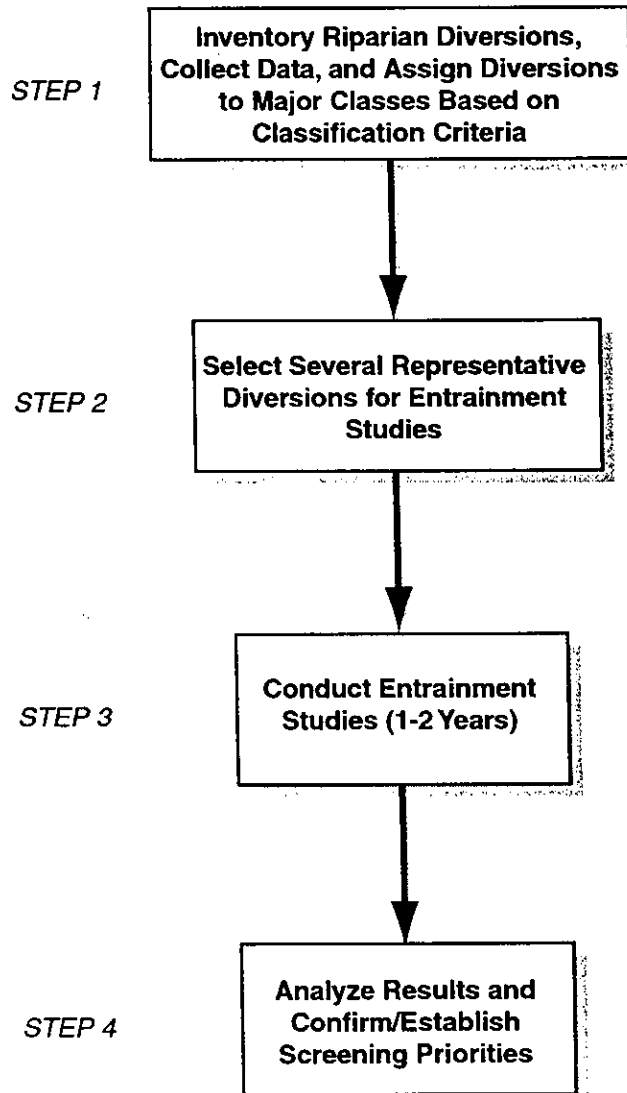 STEP 1
Inventory Riparian Diversions,
Collect Data, and Assign Diversions
to Major Classes Based on
Classification Criteria
STEP 2
Select Several Representative
Diversions for Entrainment
Studies
STEP 3
Conduct Entrainment
Studies (1-2 Years)
STEP 4
Analyze Results and
Confirm/Establish
Screening Priorities